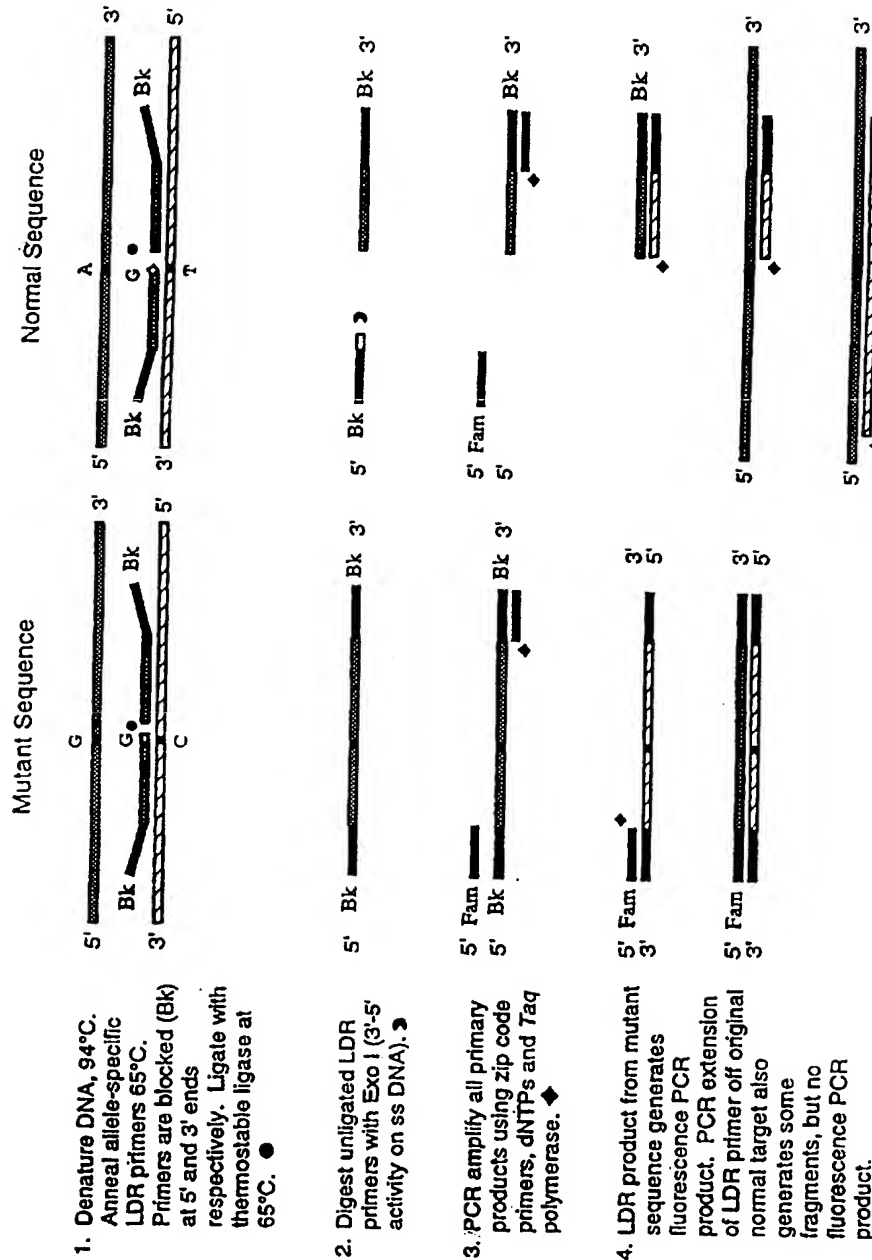 Mutant Sequence
Normal Sequence
1. Denature DNA, 94°C.
Anneal allele-specific
LDR primers 65°C.
Primers are blocked (Bk)
at 5' and 3' ends
respectively. Ligate with
thermostable ligase at
65°C. ●
5' G 3'
Bk G ● Bk
3' C 5'
5' A 3'
Bk G ● Bk
3' T 5'
2. Digest unligated LDR
primers with Exo I (3'-5'
activity on ss DNA).
5' Bk Bk 3'
5' Bk Bk 3'
3. PCR amplify all primary
products using zip code
primers, dNTPs and Taq
polymerase. ◆
5' Fam
5' Bk Bk 3'
5' Fam
5' Bk 3'
4. LDR product from mutant
sequence generates
fluorescence PCR
product. PCR extension
of LDR primer off original
normal target also
generates some
fragments, but no
fluorescence PCR
product.
5' Fam 3'
3' 5'
5' Fam 3'
3' 5'
Bk 3'
5' 3'
5' 3'